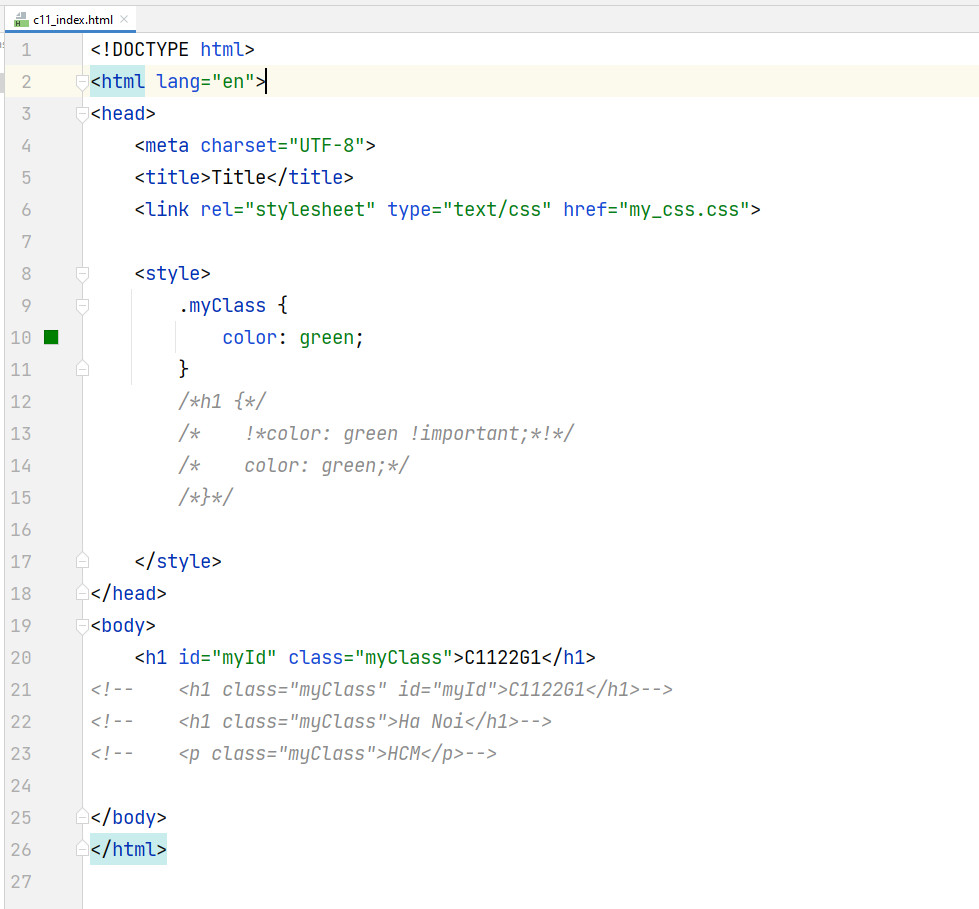 c11_index.html
1 <!DOCTYPE html>
2 <html lang="en">
3 <head>
4     <meta charset="UTF-8">
5     <title>Title</title>
6     <link rel="stylesheet" type="text/css" href="my_css.css">
7
8     <style>
9         .myClass {
10             color: green;
11         }
12         /*h1 {*/
13         /*    !*color: green !important;*!*/
14         /*    color: green;*/
15         /*}*/
16
17     </style>
18 </head>
19 <body>
20     <h1 id="myId" class="myClass">C1122G1</h1>
21 <!--    <h1 class="myClass" id="myId">C1122G1</h1>-->
22 <!--    <h1 class="myClass">Ha Noi</h1>-->
23 <!--    <p class="myClass">HCM</p>-->
24
25 </body>
26 </html>
27